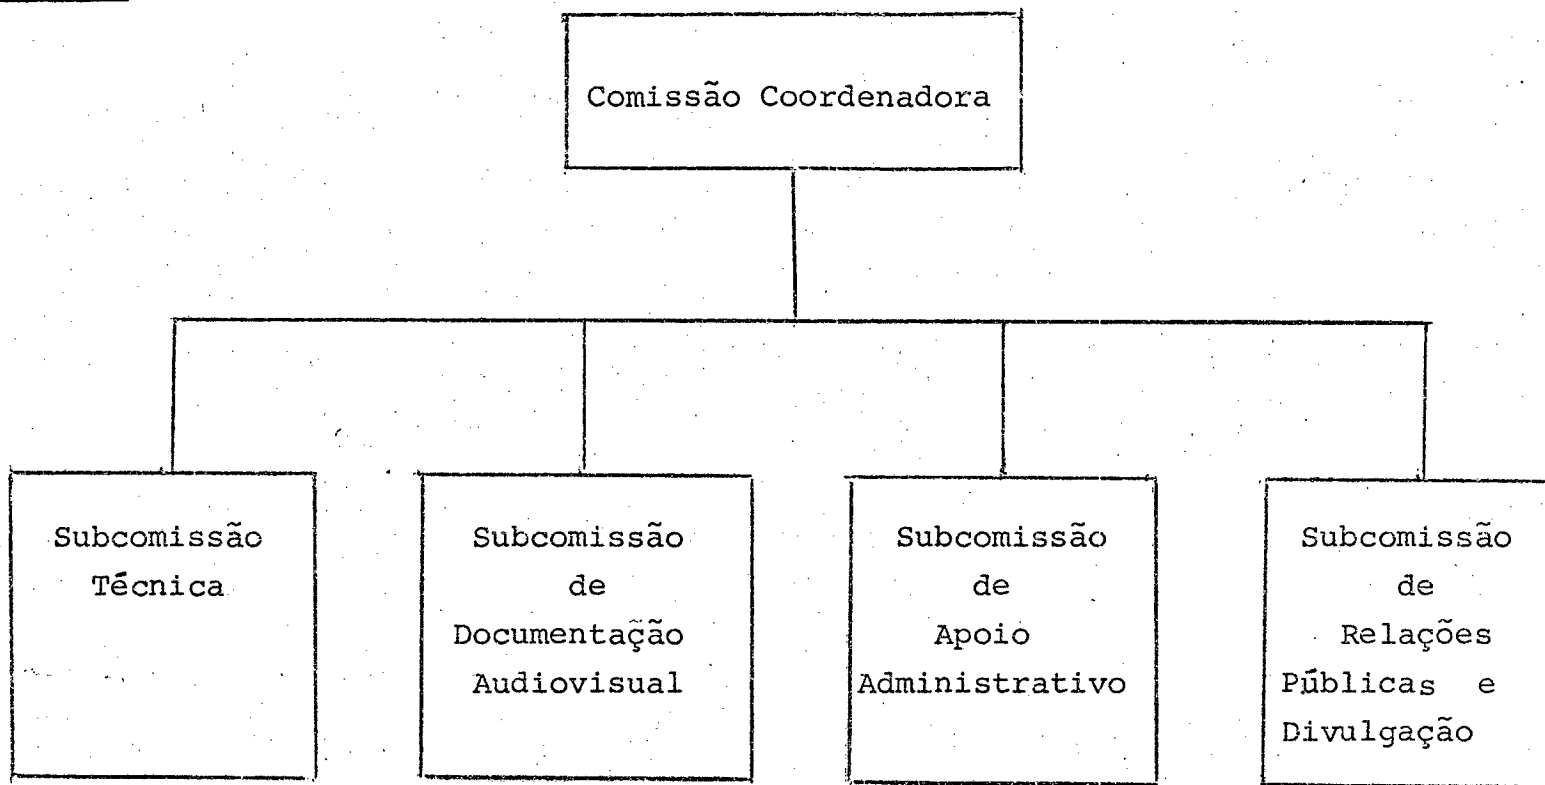 Comissão Coordenadora
Subcomissão
Técnica
Subcomissão
de
Documentação
Audiovisual
Subcomissão
de
Apoio
Administrativo
Subcomissão
de
Relações
Públicas e
Divulgação